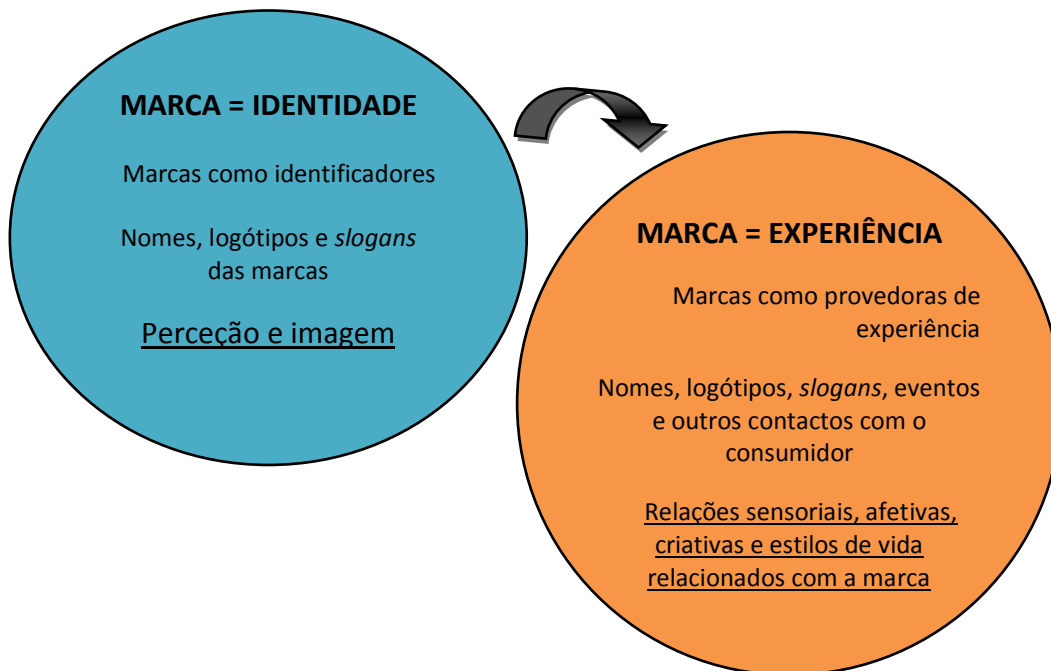 MARCA = IDENTIDADE
Marcas como identificadores
Nomes, logótipos e slogans
das marcas
Perceção e imagem
MARCA = EXPERIÊNCIA
Marcas como provedoras de
experiência
Nomes, logótipos, slogans, eventos
e outros contactos com o
consumidor
Relações sensoriais, afetivas,
criativas e estilos de vida
relacionados com a marca